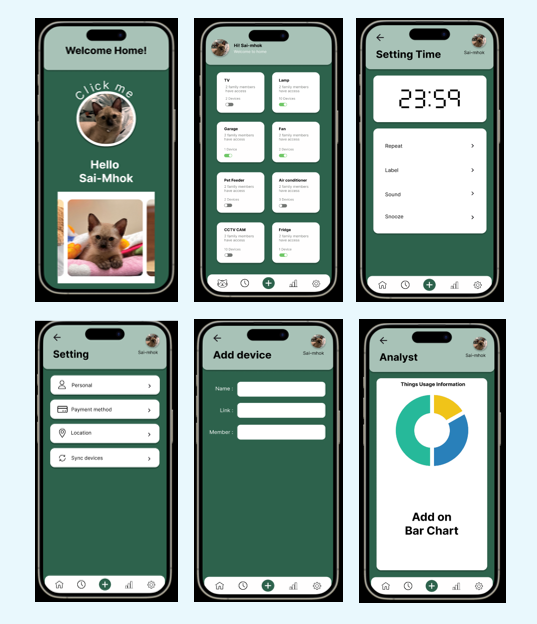 Welcome Home!
Click me
Hello
Sai-Mhok
Hi! Sai-mhok
Welcome to home
TV
2 family members
have access
4 Devices
Lamp
2 family members
have access
10 Devices
Garage
2 family members
have access
1 Device
Fan
2 family members
have access
Devices
Pet Feeder
2 family members
have access
2 Devices
Air conditioner
2 family members
have access
Devices
CCTV CAM
2 family members
have access
10 Devices
Fridge
2 family members
have access
1 Devices
Setting Time
Sai-mhok
23:59
Repeat
Label
Sound
Snooze
Setting
Sai-mhok
Personal
Payment method
Location
Sync devices
Add device
Sai-mhok
Name :
Link :
Member :
Analyst
Sai-mhok
Things Usage Information
Add on
Bar Chart